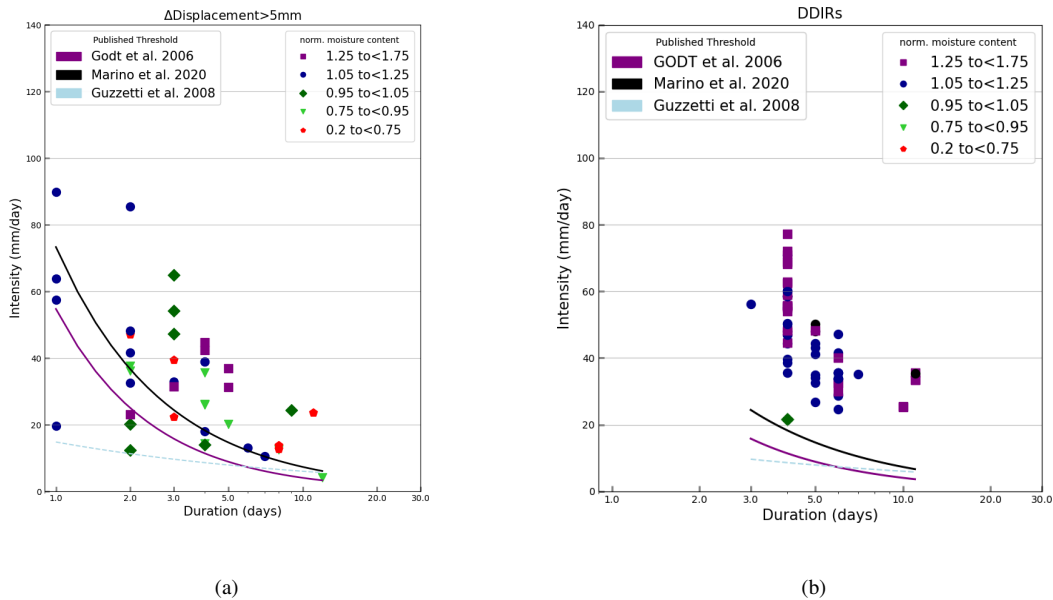 ΔDisplacement>5mm
Published Threshold
Godt et al. 2006
Marino et al. 2020
Guzzetti et al. 2008
norm. moisture content
1.25 to<1.75
1.05 to<1.25
0.95 to<1.05
0.75 to<0.95
0.2 to<0.75
140
120
100
80
60
40
20
0
Intensity (mm/day)
1.0 2.0 3.0 5.0 10.0 20.0 30.0
Duration (days)
(a)
DDIRs
Published Threshold
GODT et al. 2006
Marino et al. 2020
Guzzetti et al. 2008
norm. moisture content
1.25 to<1.75
1.05 to<1.25
0.95 to<1.05
0.75 to<0.95
0.2 to<0.75
140
120
100
80
60
40
20
0
Intensity (mm/day)
1.0 2.0 3.0 5.0 10.0 20.0 30.0
Duration (days)
(b)